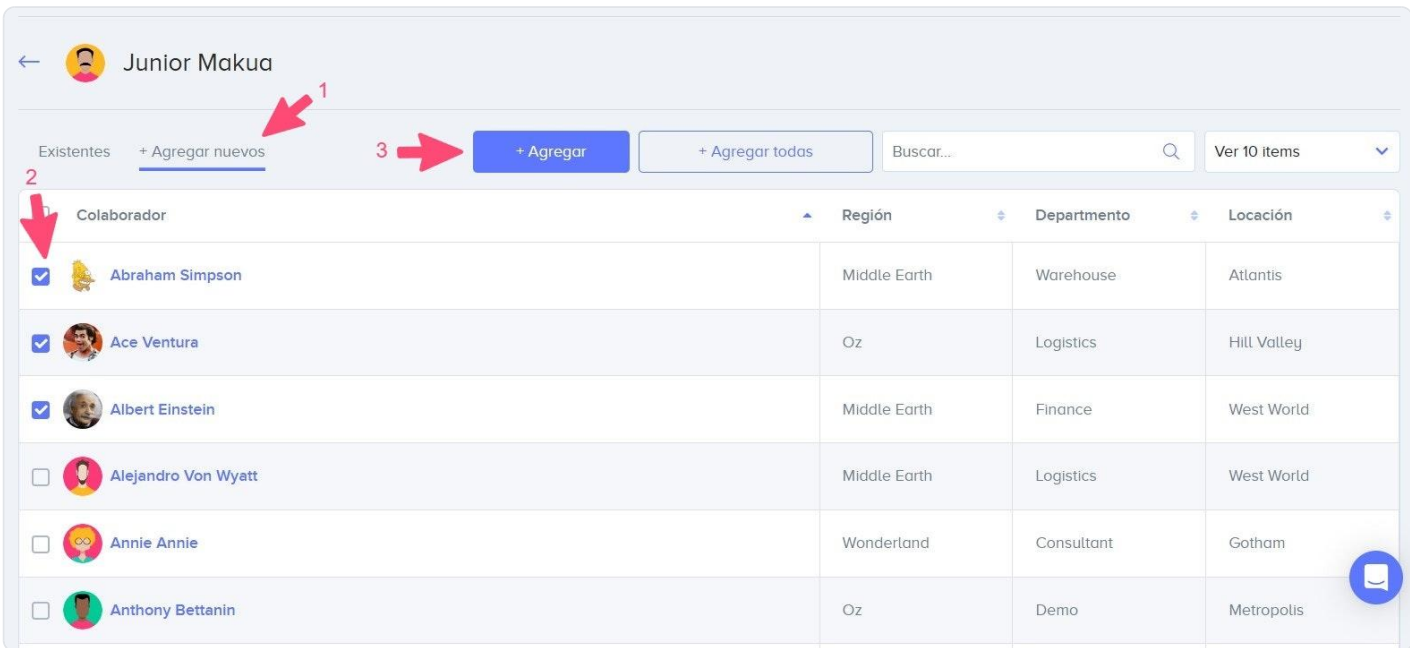 Junior Makua
1
Existentes + Agregar nuevos 3 + Agregar + Agregar todas Buscar... Ver 10 items
2
Colaborador Región Departmento Locación
Abraham Simpson Middle Earth Warehouse Atlantis
Ace Ventura Oz Logistics Hill Valley
Albert Einstein Middle Earth Finance West World
Alejandro Von Wyatt Middle Earth Logistics West World
Annie Annie Wonderland Consultant Gotham
Anthony Bettanin Oz Demo Metropolis